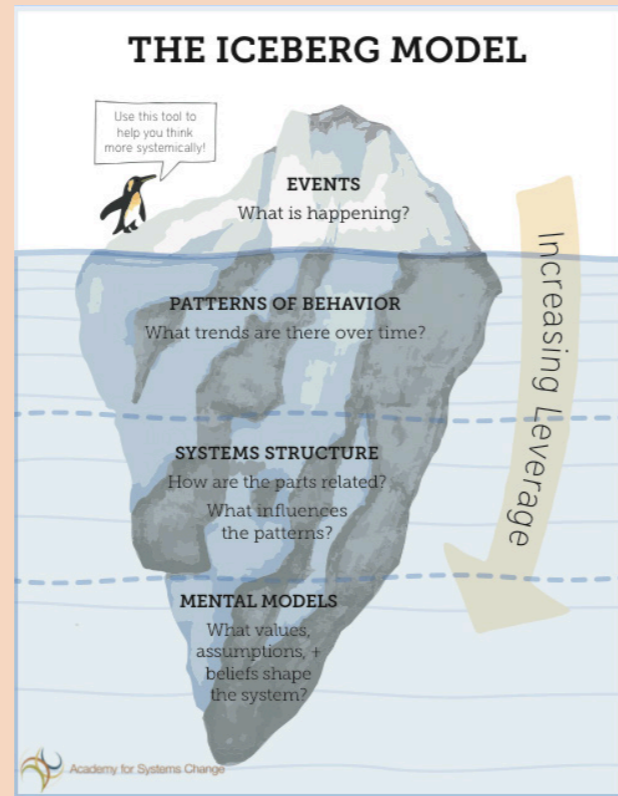 THE ICEBERG MODEL
Use this tool to
help you think
more systemically!
EVENTS
What is happening?
PATTERNS OF BEHAVIOR
What trends are there over time?
SYSTEMS STRUCTURE
How are the parts related?
What influences
the patterns?
MENTAL MODELS
What values,
assumptions, +
beliefs shape
the system?
Increasing Leverage
Academy for Systems Change